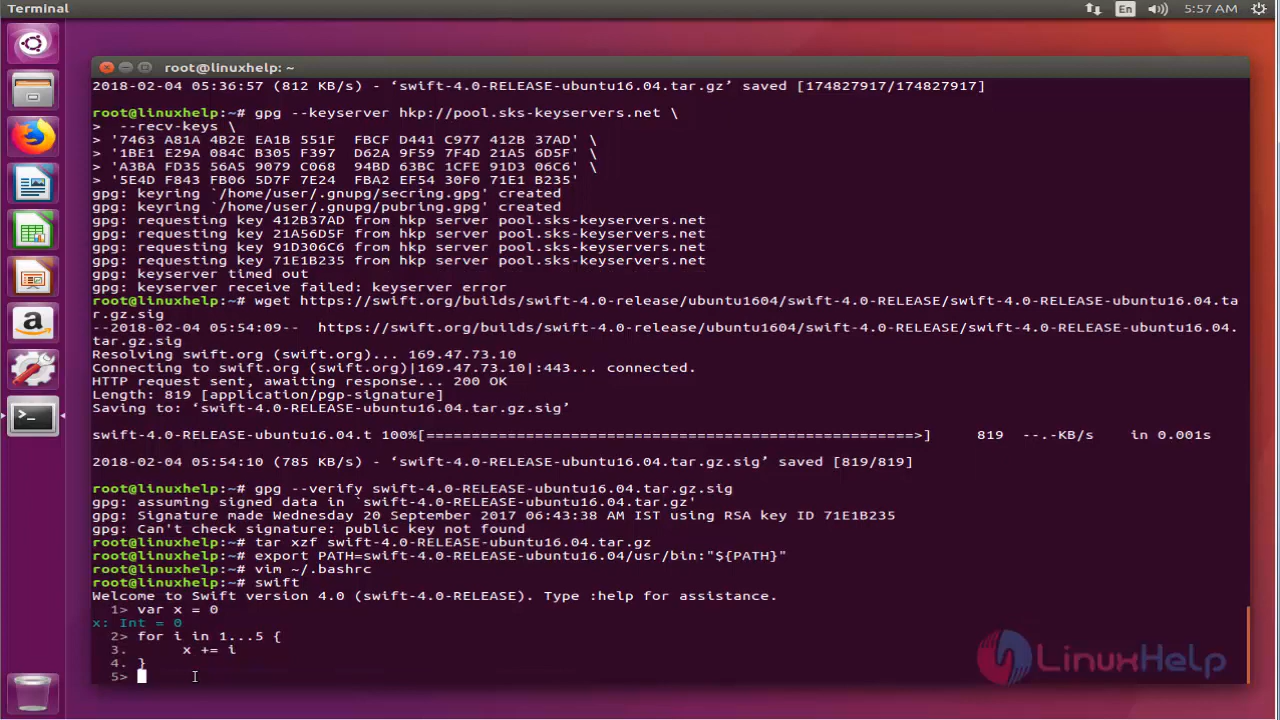 Terminal
En
5:57 AM
root@linuxhelp: ~
2018-02-04 05:36:57 (812 KB/s) - ‘swift-4.0-RELEASE-ubuntu16.04.tar.gz’ saved [174827917/174827917]
root@linuxhelp:~# gpg --keyserver hkp://pool.sks-keyservers.net \
>   --recv-keys \
> '7463 A81A 4B2E EA1B 551F  FBCF D441 C977 412B 37AD' \
> '1BE1 E29A 084C B305 F397  D62A 9F59 7F4D 21A5 6D5F' \
> 'A3BA FD35 56A5 9079 C068  94BD 63BC 1CFE 91D3 06C6' \
> '5E4D F843 FB06 5D7F 7E24  FBA2 EF54 30F0 71E1 B235'
gpg: keyring `/home/user/.gnupg/secring.gpg' created
gpg: keyring `/home/user/.gnupg/pubring.gpg' created
gpg: requesting key 412B37AD from hkp server pool.sks-keyservers.net
gpg: requesting key 21A56D5F from hkp server pool.sks-keyservers.net
gpg: requesting key 91D306C6 from hkp server pool.sks-keyservers.net
gpg: requesting key 71E1B235 from hkp server pool.sks-keyservers.net
gpg: keyserver timed out
gpg: keyserver receive failed: keyserver error
root@linuxhelp:~# wget https://swift.org/builds/swift-4.0-release/ubuntu1604/swift-4.0-RELEASE/swift-4.0-RELEASE-ubuntu16.04.ta
r.gz.sig
--2018-02-04 05:54:09--  https://swift.org/builds/swift-4.0-release/ubuntu1604/swift-4.0-RELEASE/swift-4.0-RELEASE-ubuntu16.04.
tar.gz.sig
Resolving swift.org (swift.org)... 169.47.73.10
Connecting to swift.org (swift.org)|169.47.73.10|:443... connected.
HTTP request sent, awaiting response... 200 OK
Length: 819 [application/pgp-signature]
Saving to: ‘swift-4.0-RELEASE-ubuntu16.04.tar.gz.sig’
swift-4.0-RELEASE-ubuntu16.04.t 100%[======================================================>]     819  --.-KB/s    in 0.001s
2018-02-04 05:54:10 (785 KB/s) - ‘swift-4.0-RELEASE-ubuntu16.04.tar.gz.sig’ saved [819/819]
root@linuxhelp:~# gpg --verify swift-4.0-RELEASE-ubuntu16.04.tar.gz.sig
gpg: assuming signed data in `swift-4.0-RELEASE-ubuntu16.04.tar.gz'
gpg: Signature made Wednesday 20 September 2017 06:43:38 AM IST using RSA key ID 71E1B235
gpg: Can't check signature: public key not found
root@linuxhelp:~# tar xzf swift-4.0-RELEASE-ubuntu16.04.tar.gz
root@linuxhelp:~# export PATH=swift-4.0-RELEASE-ubuntu16.04/usr/bin:"${PATH}"
root@linuxhelp:~# vim ~/.bashrc
root@linuxhelp:~# swift
Welcome to Swift version 4.0 (swift-4.0-RELEASE). Type :help for assistance.
  1> var x = 0
x: Int = 0
  2> for i in 1...5 {
  3.      x += i
  4. }
  5>
LinuxHelp